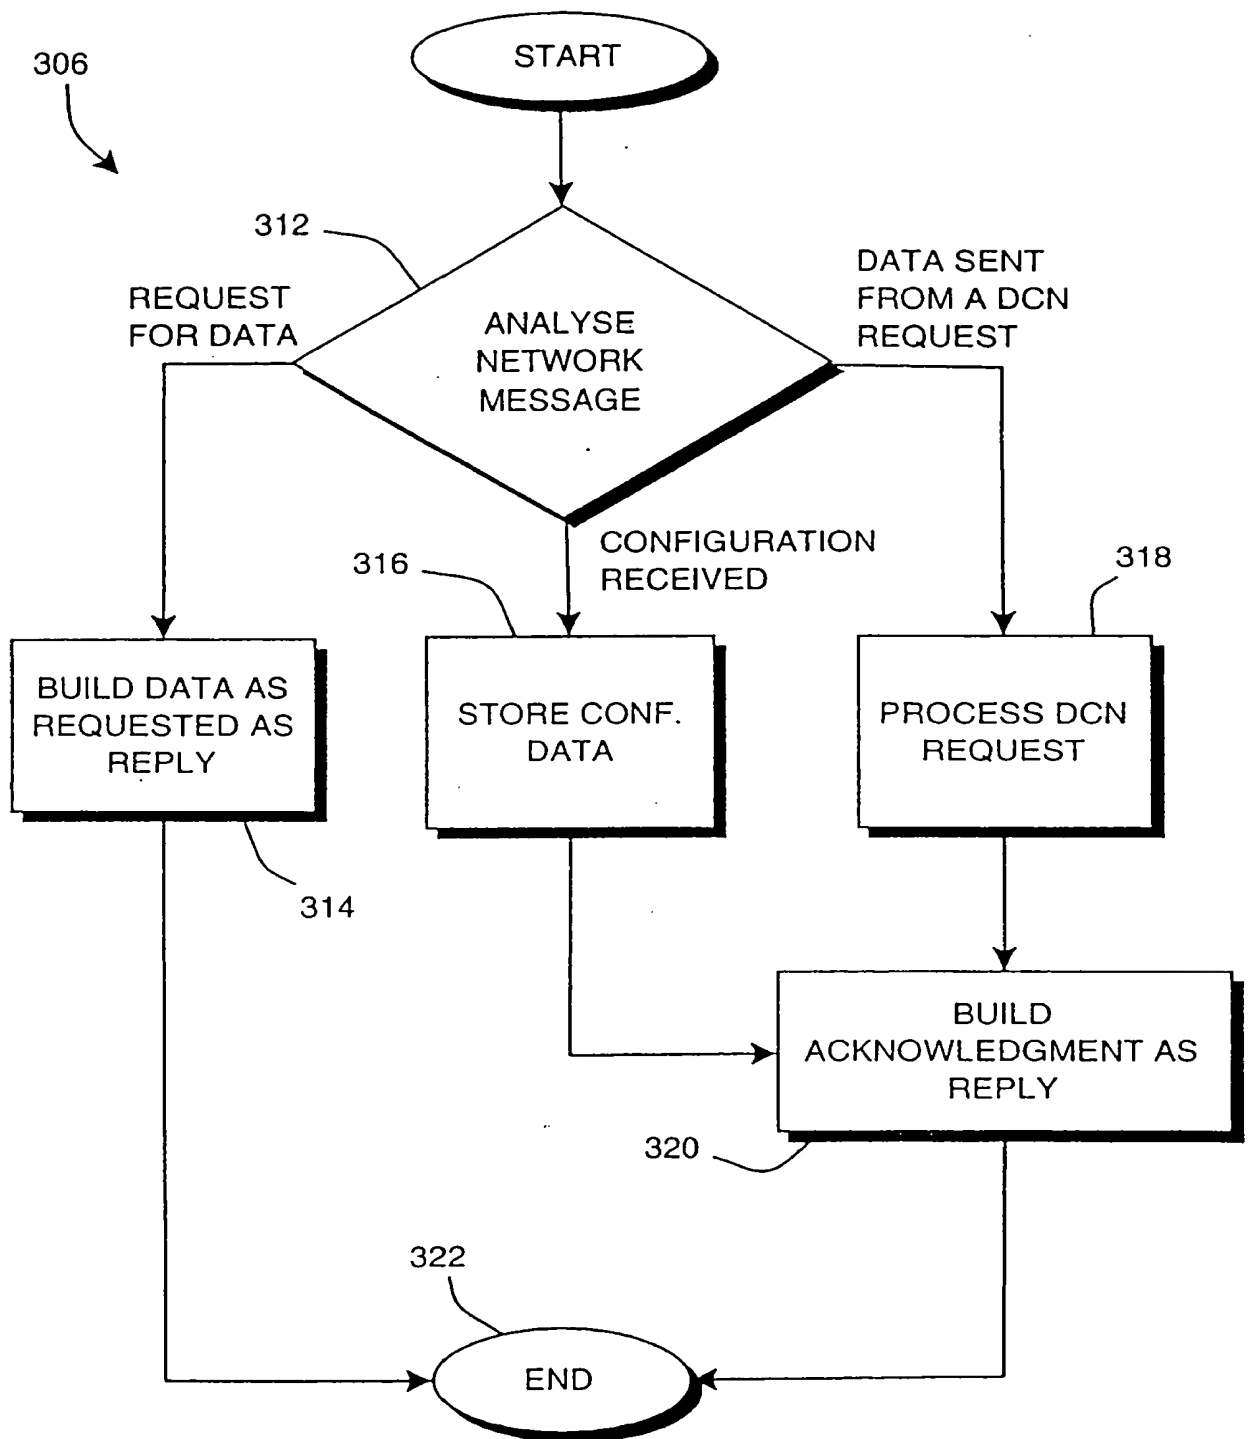 START
306
312
REQUEST
FOR DATA
ANALYSE
NETWORK
MESSAGE
DATA SENT
FROM A DCN
REQUEST
CONFIGURATION
RECEIVED
316
318
BUILD DATA AS
REQUESTED AS
REPLY
STORE CONF.
DATA
PROCESS DCN
REQUEST
314
BUILD
ACKNOWLEDGMENT AS
REPLY
320
322
END